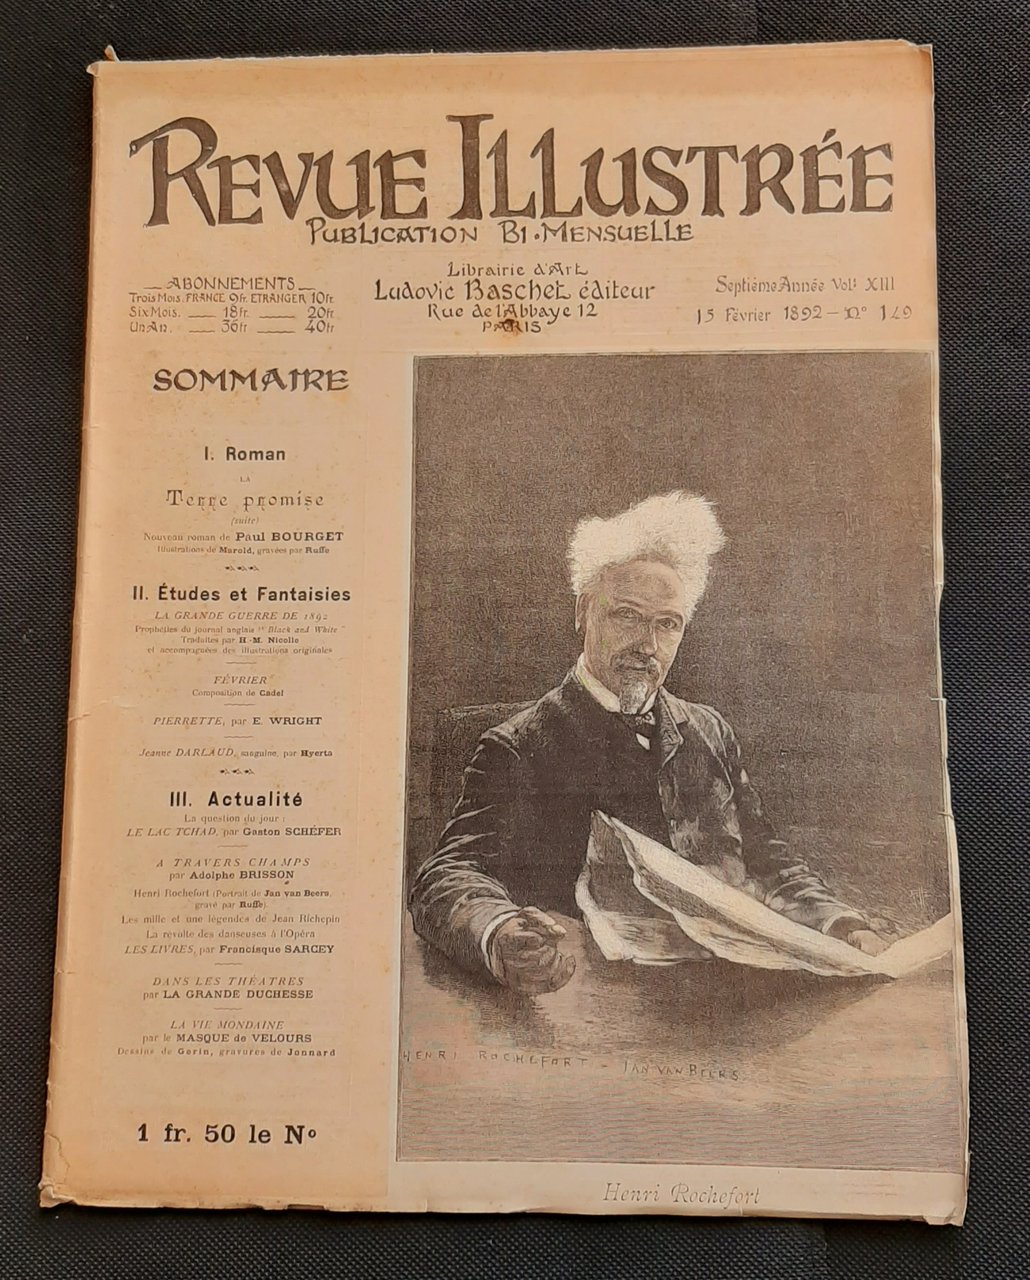 REVUE ILLUSTRÉE
PUBLICATION BI-MENSUELLE
ABONNEMENTS
Trois Mois. FRANCE 9fr. ETRANGER 10fr.
Six Mois. — 18fr. — 20fr.
Un An. — 36fr — 40fr
Librairie d'Art
Ludovic Baschet éditeur
Rue de l'Abbaye 12
PARIS
Septième Année Vol: XIII
15 Février 1892 — N° 149
SOMMAIRE
I. Roman
LA
Terre promise
(suite)
Nouveau roman de Paul BOURGET
Illustrations de Marold, gravées par Ruffe
II. Études et Fantaisies
LA GRANDE GUERRE DE 1892
Prophéties du journal anglais "Black and White"
Traduites par H.-M. Nicolle
et accompagnées des illustrations originales
FÉVRIER
Composition de Cadel
PIERRETTE, par E. WRIGHT
Jeanne DARLAUD, sanguine, par Hyerta
III. Actualité
La question du jour :
LE LAC TCHAD, par Gaston SCHÉFER
A TRAVERS CHAMPS
par Adolphe BRISSON
Henri Rochefort (Portrait de Jan van Beers,
gravé par Ruffe).
Les mille et une légendes de Jean Richepin
La révolte des danseuses à l'Opéra
LES LIVRES, par Francisque SARCEY
DANS LES THÉATRES
par LA GRANDE DUCHESSE
LA VIE MONDAINE
par le MASQUE de VELOURS
Dessins de Gorin, gravures de Jonnard
1 fr. 50 le N°
HENRI ROCHEFORT - JAN VAN BEERS
Henri Rochefort